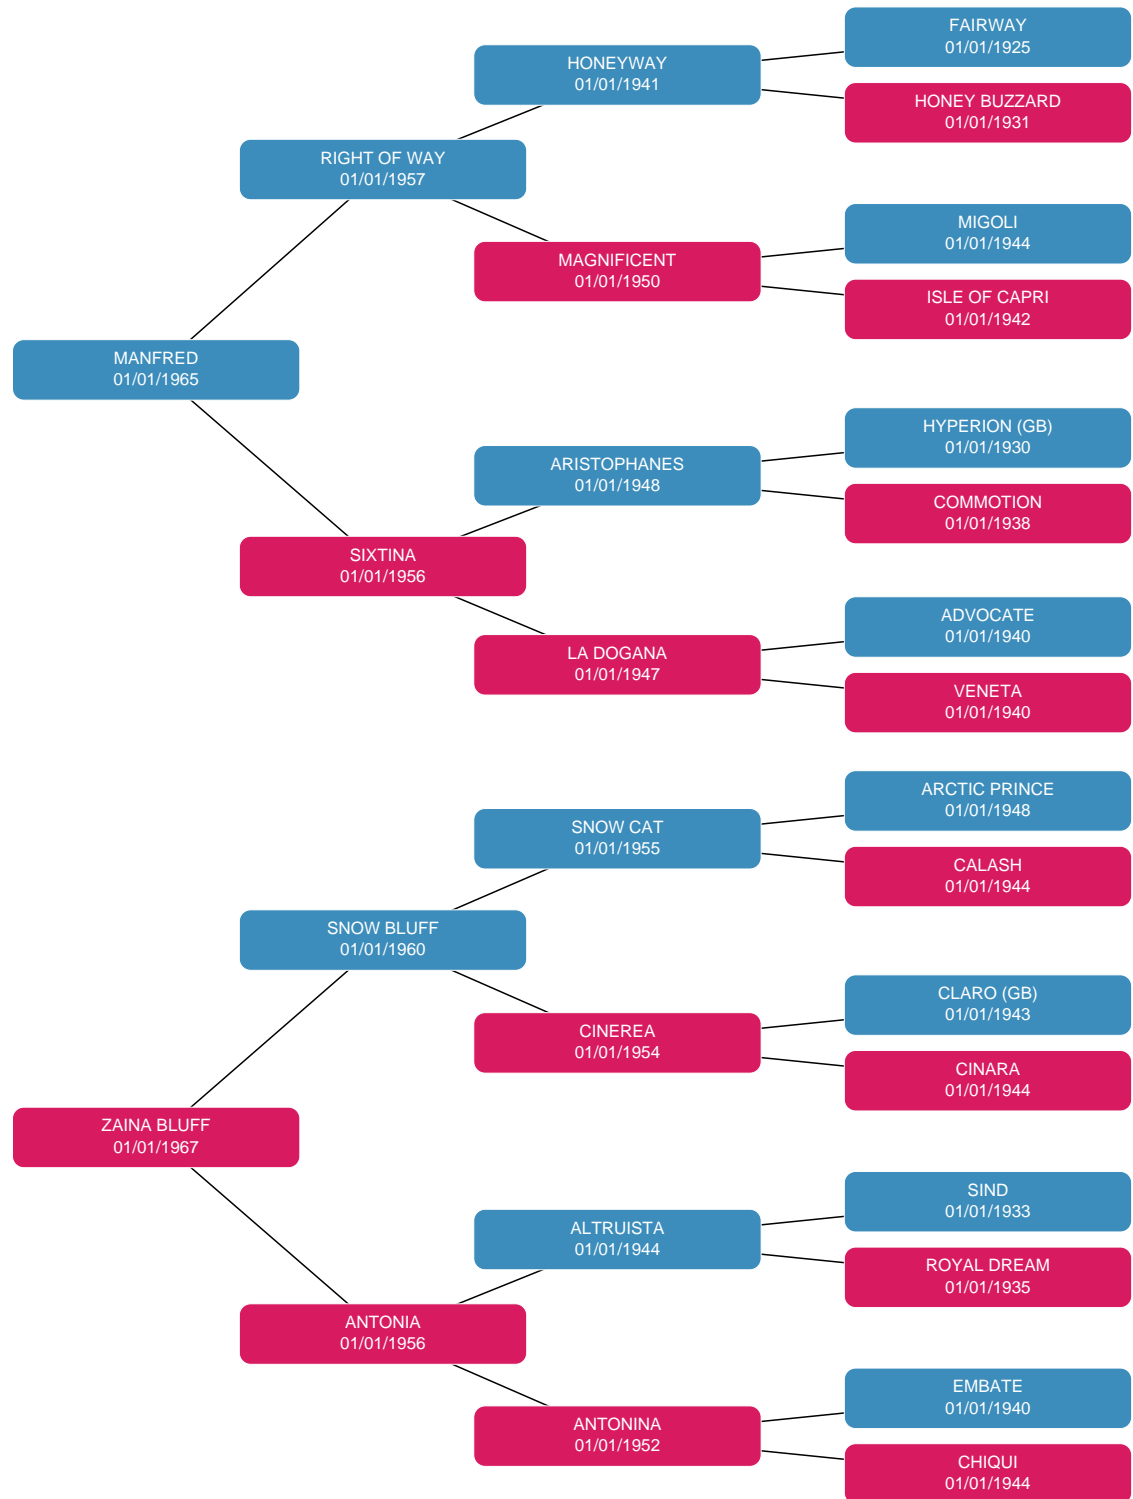 FAIRWAY
01/01/1925
HONEYWAY
01/01/1941
HONEY BUZZARD
01/01/1931
RIGHT OF WAY
01/01/1957
MIGOLI
01/01/1944
MAGNIFICENT
01/01/1950
ISLE OF CAPRI
01/01/1942
MANFRED
01/01/1965
HYPERION (GB)
01/01/1930
ARISTOPHANES
01/01/1948
COMMOTION
01/01/1938
SIXTINA
01/01/1956
ADVOCATE
01/01/1940
LA DOGANA
01/01/1947
VENETA
01/01/1940
ARCTIC PRINCE
01/01/1948
SNOW CAT
01/01/1955
CALASH
01/01/1944
SNOW BLUFF
01/01/1960
CLARO (GB)
01/01/1943
CINEREA
01/01/1954
CINARA
01/01/1944
ZAINA BLUFF
01/01/1967
SIND
01/01/1933
ALTRUISTA
01/01/1944
ROYAL DREAM
01/01/1935
ANTONIA
01/01/1956
EMBATE
01/01/1940
ANTONINA
01/01/1952
CHIQUI
01/01/1944